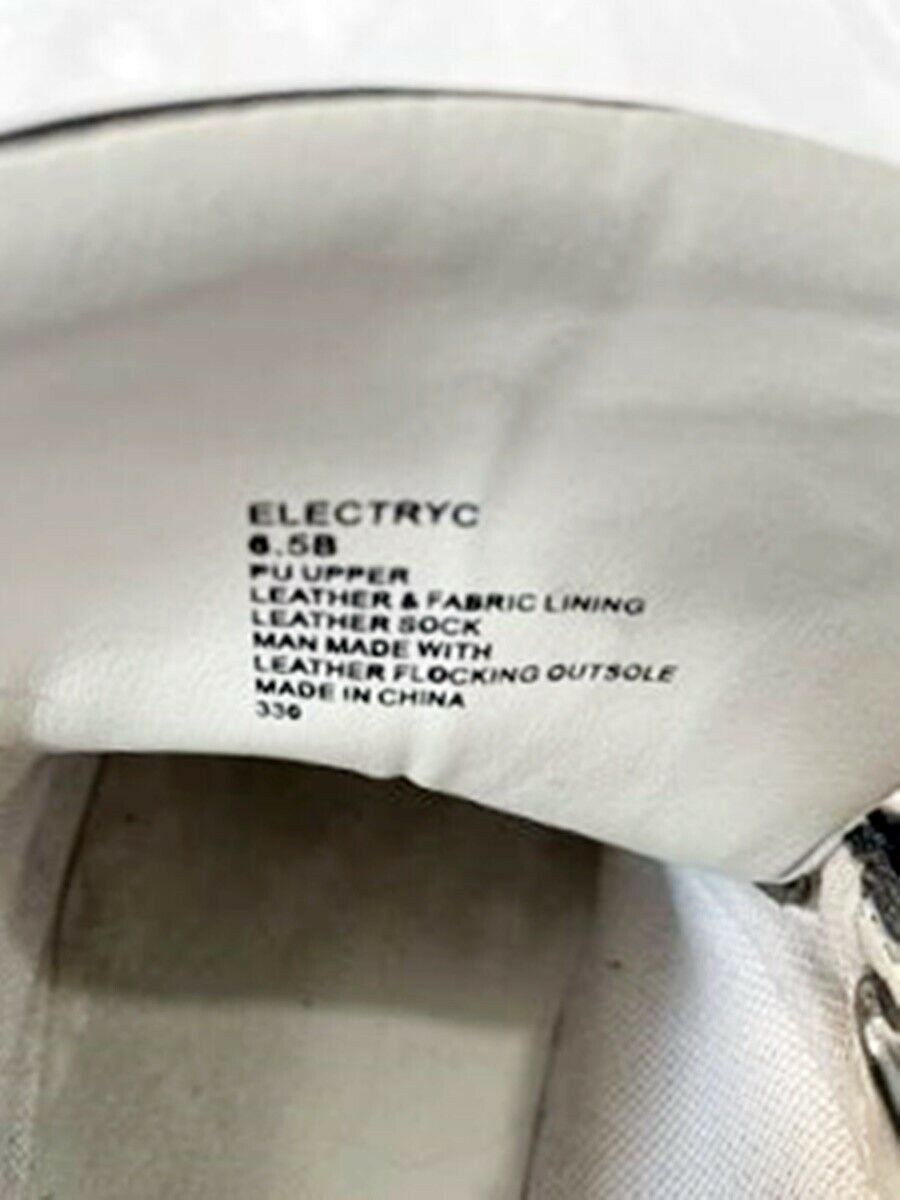 ELECTRYC
6.5B
PU UPPER
LEATHER & FABRIC LINING
LEATHER SOCK
MAN MADE WITH
LEATHER FLOCKING OUTSOLE
MADE IN CHINA
330